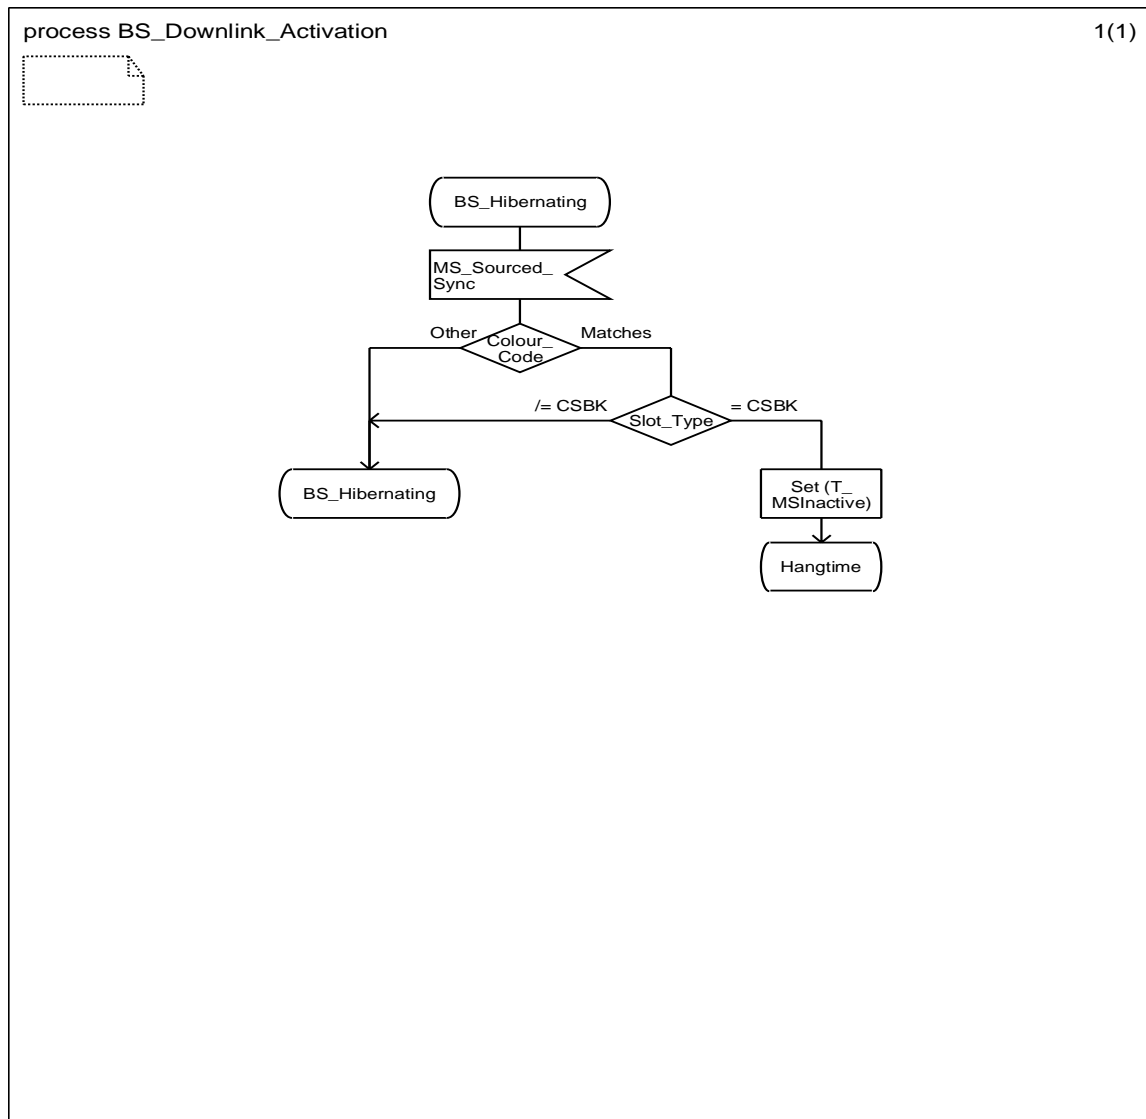 process BS_Downlink_Activation
1(1)
BS_Hibernating
MS_Sourced_
Sync
Other
Matches
Colour_
Code
/= CSBK
= CSBK
Slot_Type
BS_Hibernating
Set (T_
MSInactive)
Hangtime